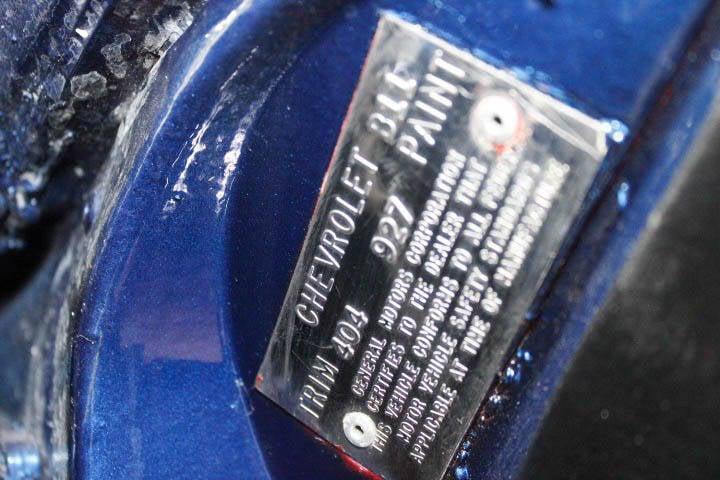 CHEVROLET BLE
TRIM 404 927 PAINT
GENERAL MOTORS CORPORATION
CERTIFIES TO THE DEALER THAT
THIS VEHICLE CONFORMS TO ALL FEDERAL
MOTOR VEHICLE SAFETY STANDARDS
APPLICABLE AT TIME OF MANUFACTURE